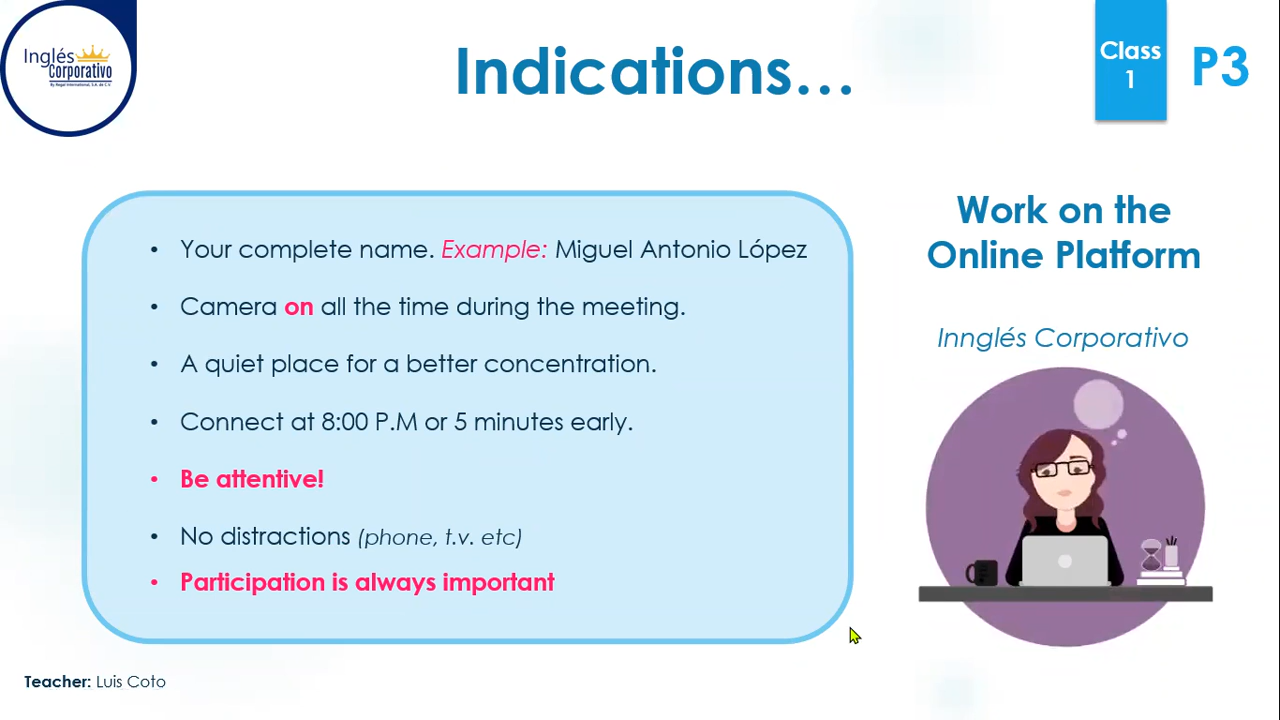 Inglés
Corporativo
By Regal International, S.A. de C.V.
Indications...
Class
1
P3
• Your complete name. Example: Miguel Antonio López
• Camera on all the time during the meeting.
• A quiet place for a better concentration.
• Connect at 8:00 P.M or 5 minutes early.
• Be attentive!
• No distractions (phone, t.v. etc)
• Participation is always important
Work on the
Online Platform
Innglés Corporativo
Teacher: Luis Coto